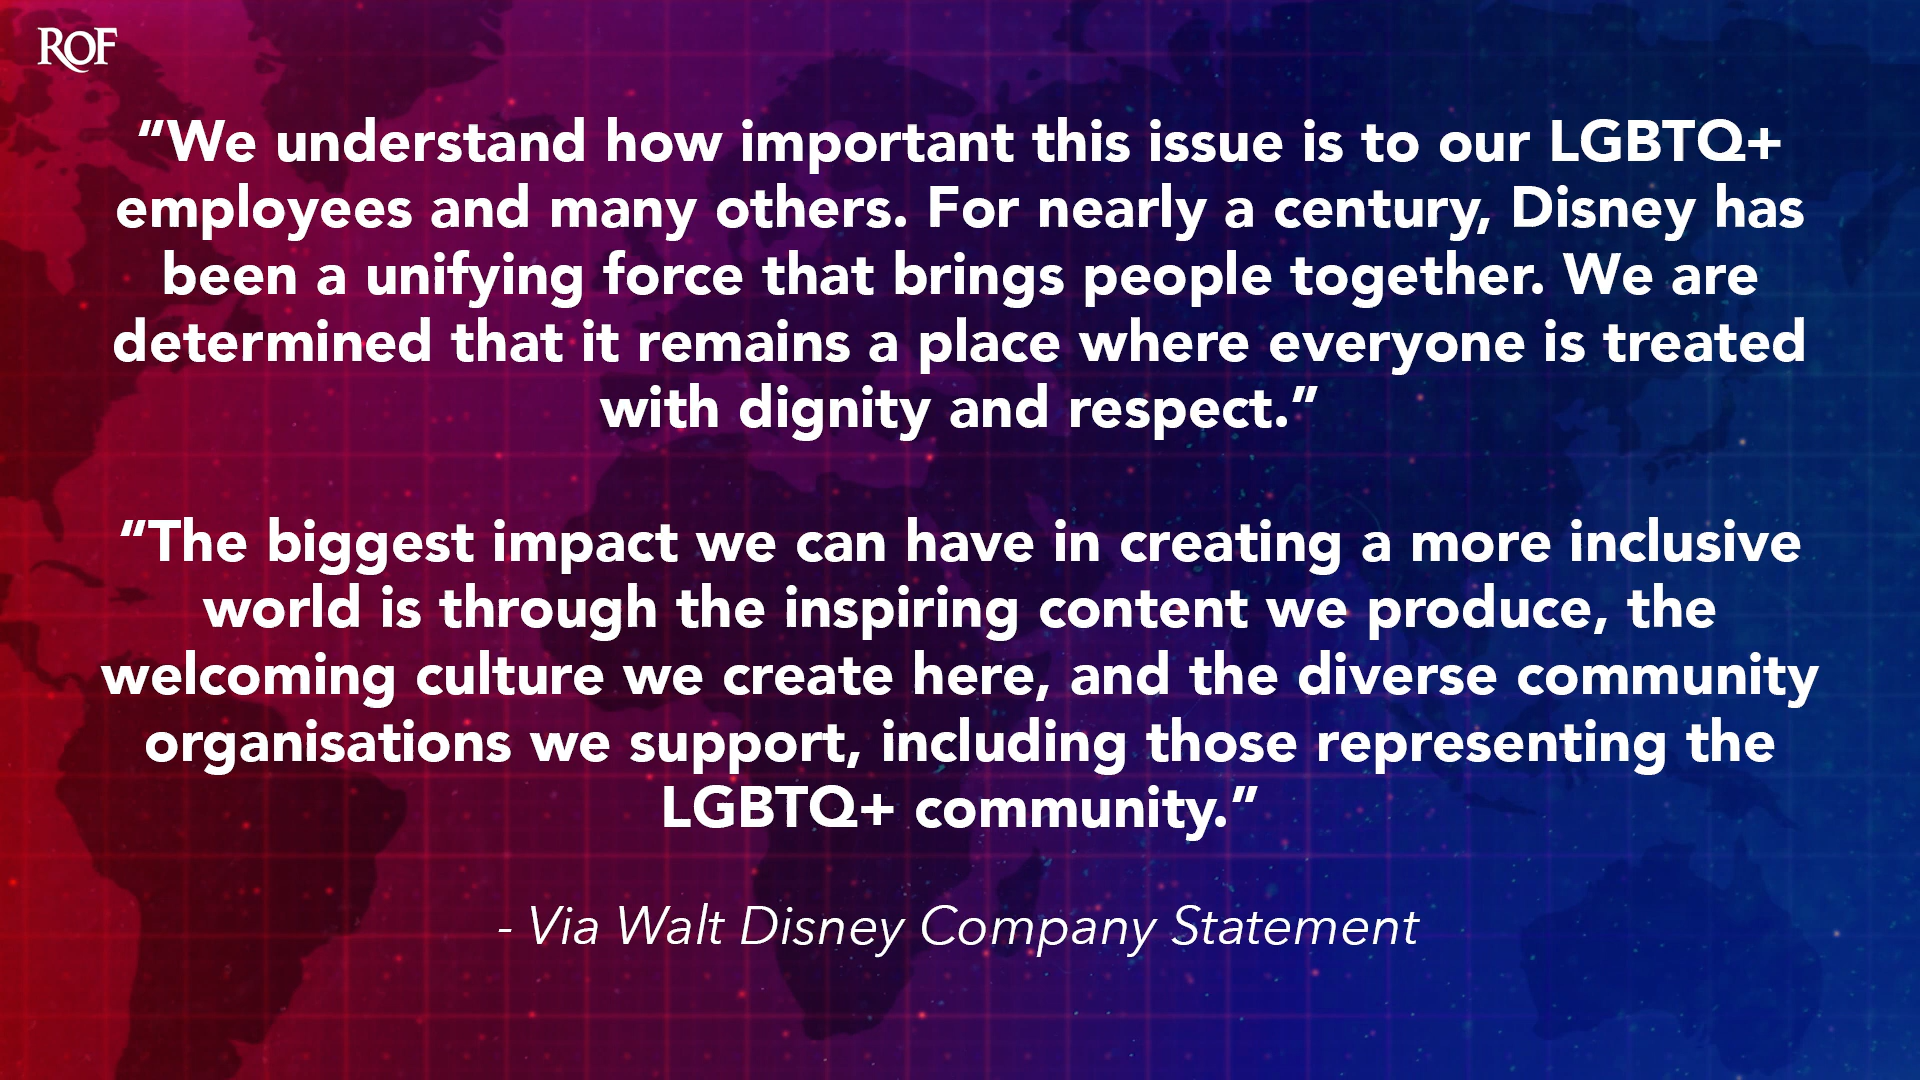 ROF
“We understand how important this issue is to our LGBTQ+
employees and many others. For nearly a century, Disney has
been a unifying force that brings people together. We are
determined that it remains a place where everyone is treated
with dignity and respect.”
“The biggest impact we can have in creating a more inclusive
world is through the inspiring content we produce, the
welcoming culture we create here, and the diverse community
organisations we support, including those representing the
LGBTQ+ community.”
- Via Walt Disney Company Statement